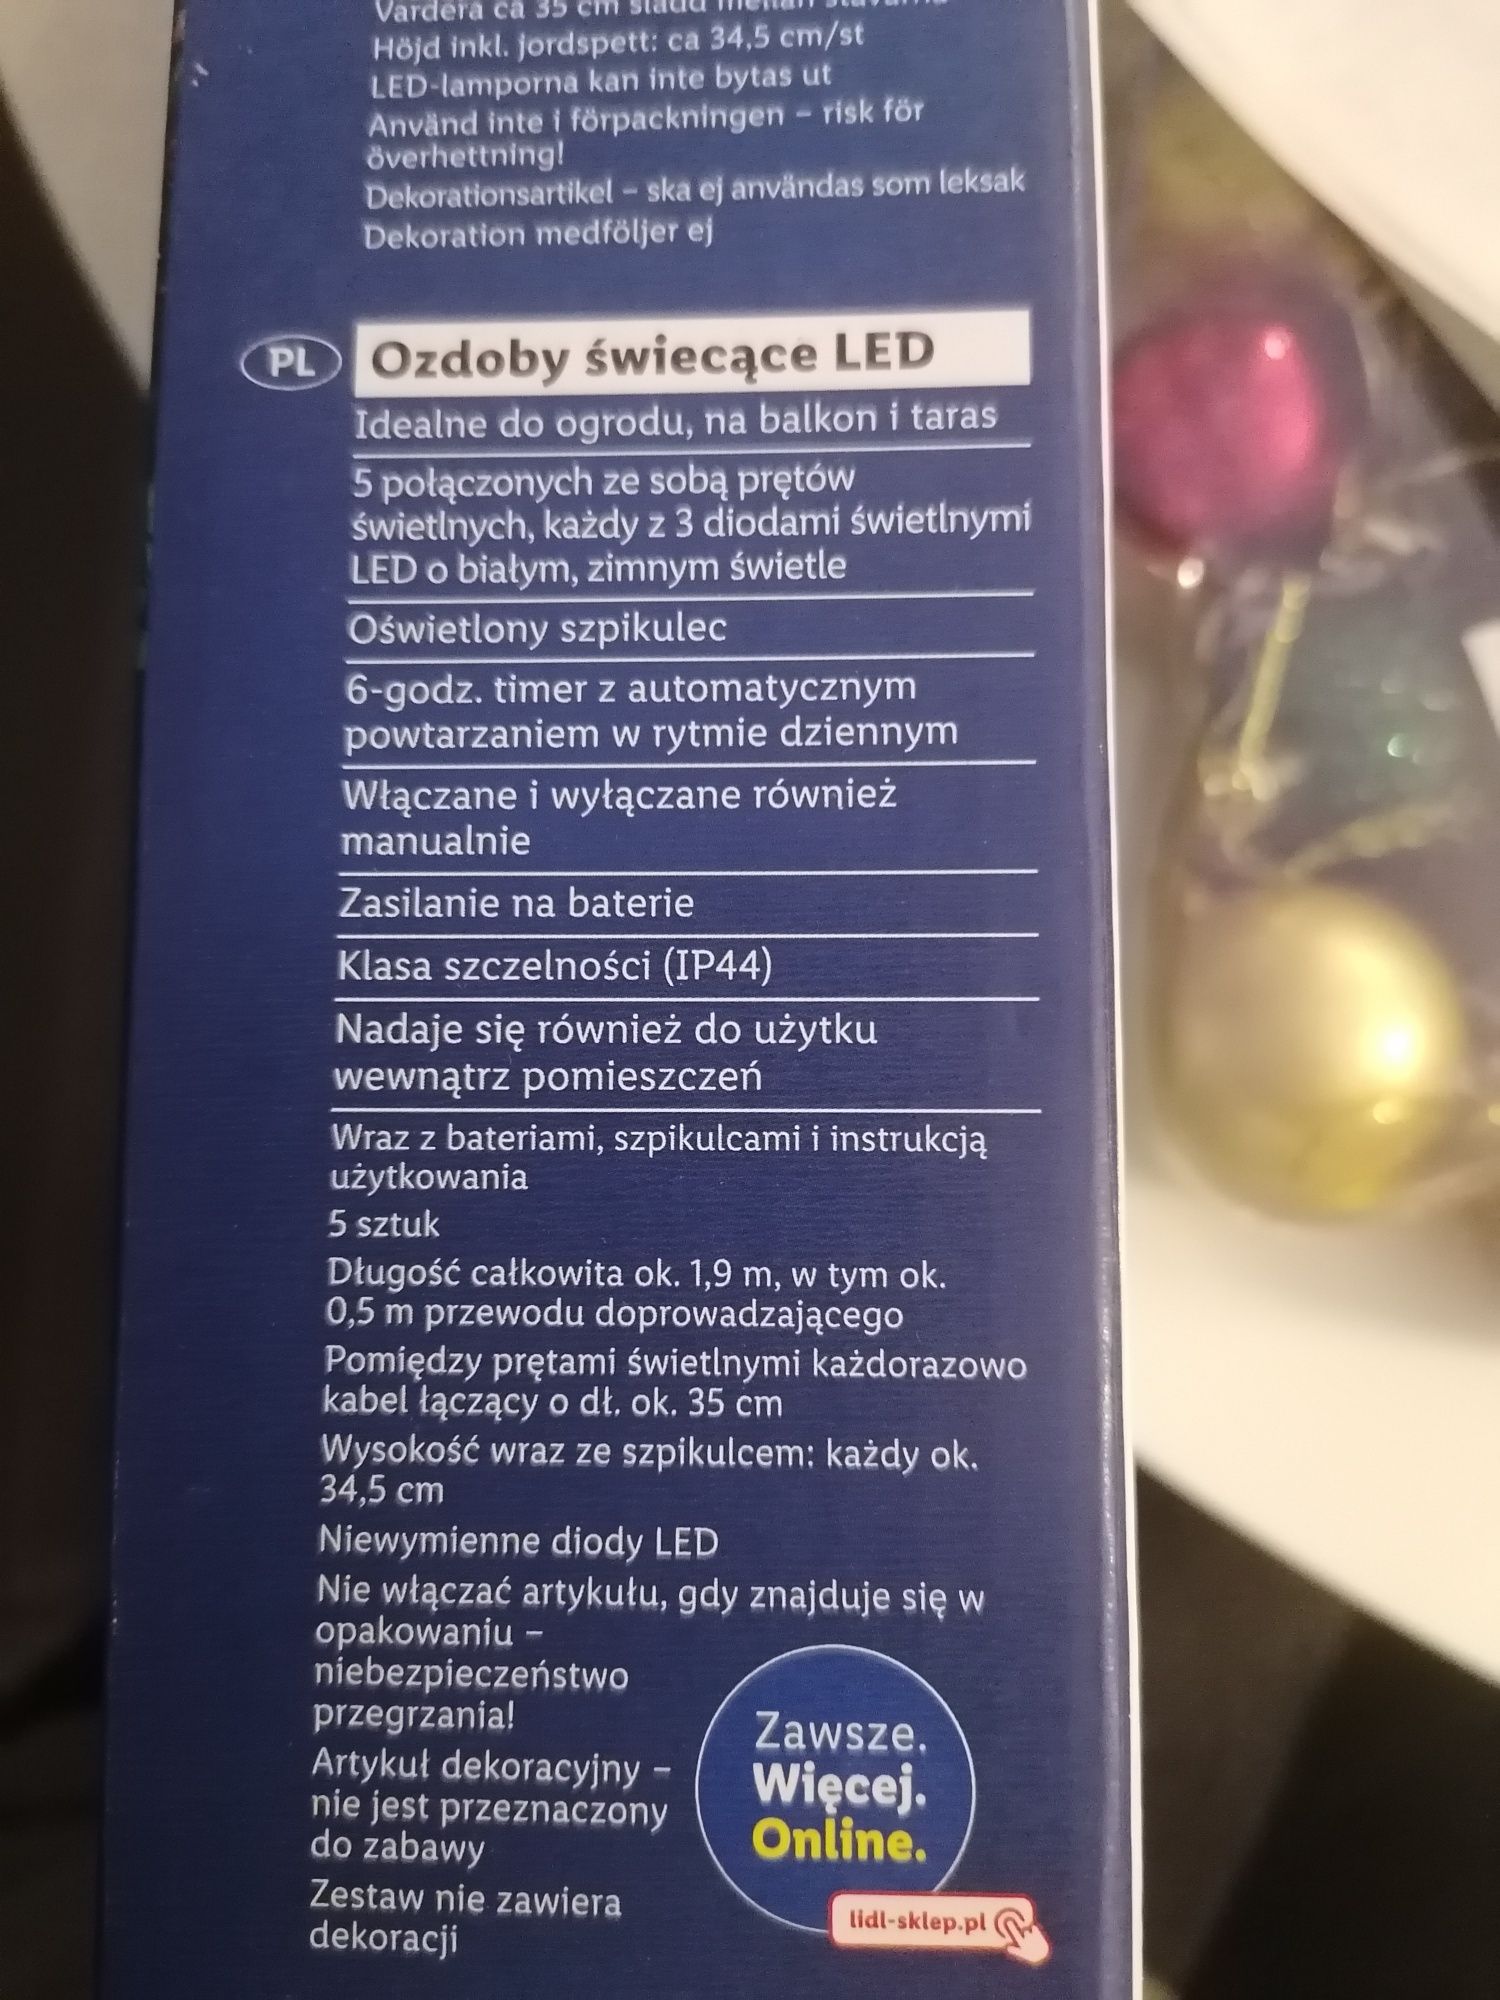 Vardera ca 35 cm sladd mellan stavarna
Höjd inkl. jordspett: ca 34,5 cm/st
LED-lamporna kan inte bytas ut
Använd inte i förpackningen – risk för
överhettning!
Dekorationsartikel – ska ej användas som leksak
Dekoration medföljer ej
PL Ozdoby świecące LED
Idealne do ogrodu, na balkon i taras
5 połączonych ze sobą prętów
świetlnych, każdy z 3 diodami świetlnymi
LED o białym, zimnym świetle
Oświetlony szpikulec
6-godz. timer z automatycznym
powtarzaniem w rytmie dziennym
Włączane i wyłączane również
manualnie
Zasilanie na baterie
Klasa szczelności (IP44)
Nadaje się również do użytku
wewnątrz pomieszczeń
Wraz z bateriami, szpikulcami i instrukcją
użytkowania
5 sztuk
Długość całkowita ok. 1,9 m, w tym ok.
0,5 m przewodu doprowadzającego
Pomiędzy prętami świetlnymi każdorazowo
kabel łączący o dł. ok. 35 cm
Wysokość wraz ze szpikulcem: każdy ok.
34,5 cm
Niewymienne diody LED
Nie włączać artykułu, gdy znajduje się w
opakowaniu –
niebezpieczeństwo
przegrzania!
Artykuł dekoracyjny –
nie jest przeznaczony
do zabawy
Zestaw nie zawiera
dekoracji
Zawsze.
Więcej.
Online.
lidl-sklep.pl